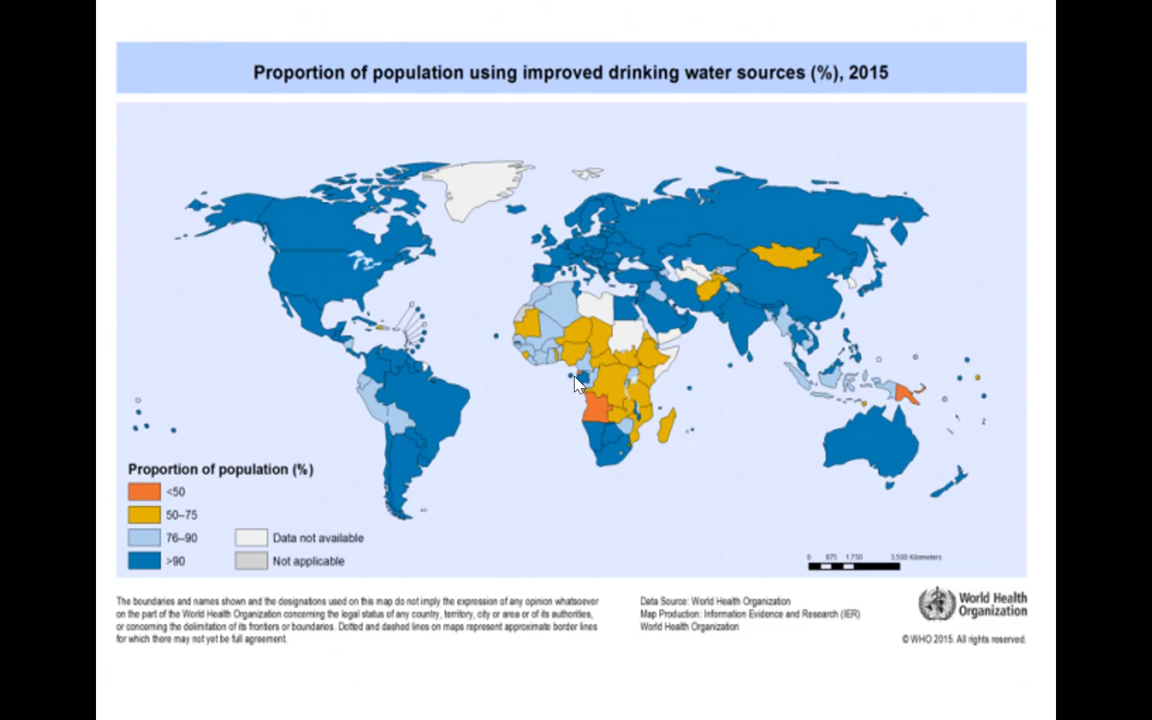 Proportion of population using improved drinking water sources (%), 2015
Proportion of population (%)
<50
50–75
76–90
>90
Data not available
Not applicable
0 875 1,750 3,500 Kilometers
The boundaries and names shown and the designations used on this map do not imply the expression of any opinion whatsoever
on the part of the World Health Organization concerning the legal status of any country, territory, city or area or of its authorities,
or concerning the delimitation of its frontiers or boundaries. Dotted and dashed lines on maps represent approximate border lines
for which there may not yet be full agreement.
Data Source: World Health Organization
Map Production: Information Evidence and Research (IER)
World Health Organization
World Health
Organization
© WHO 2015. All rights reserved.